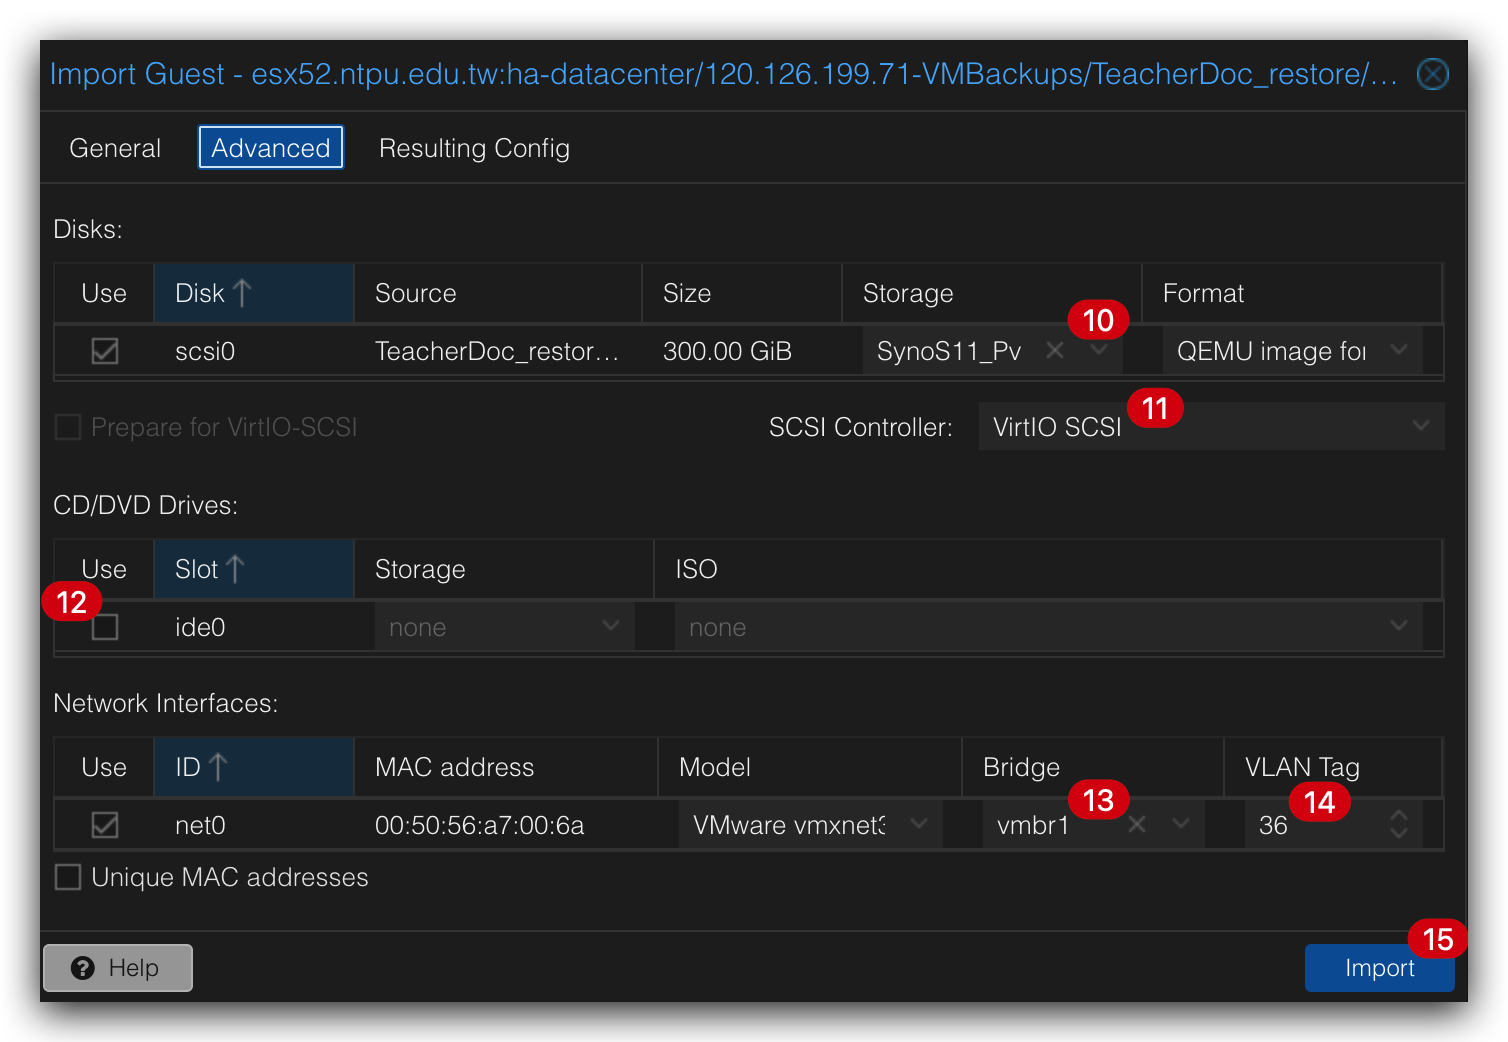 Import Guest - esx52.ntpu.edu.tw:ha-datacenter/120.126.199.71-VMBackups/TeacherDoc_restore/...
General Advanced Resulting Config
Disks:
Use Disk Source Size Storage Format
10
scsi0 TeacherDoc_restor... 300.00 GiB SynoS11_Pv QEMU image for
Prepare for VirtIO-SCSI SCSI Controller: VirtIO SCSI 11
CD/DVD Drives:
Use Slot Storage ISO
12
ide0 none none
Network Interfaces:
Use ID MAC address Model Bridge VLAN Tag
13 14
net0 00:50:56:a7:00:6a VMware vmxnet3 vmbr1 36
Unique MAC addresses
15
Help Import